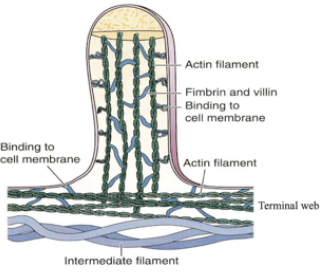 Actin filament
Fimbrin and villin
Binding to
cell membrane
Binding to
cell membrane
Actin filament
Terminal web
Intermediate filament